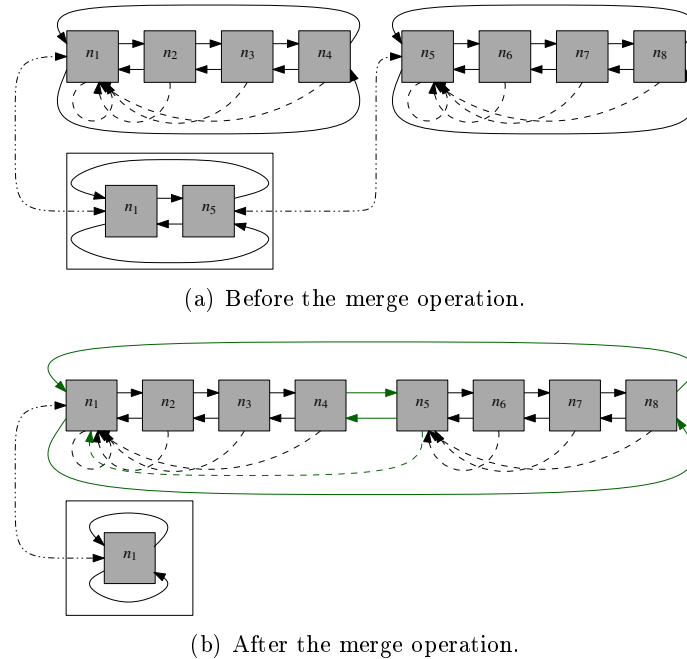 n1 n2 n3 n4 n5 n6 n7 n8
n1 n5
(a) Before the merge operation.
n1 n2 n3 n4 n5 n6 n7 n8
n1
(b) After the merge operation.